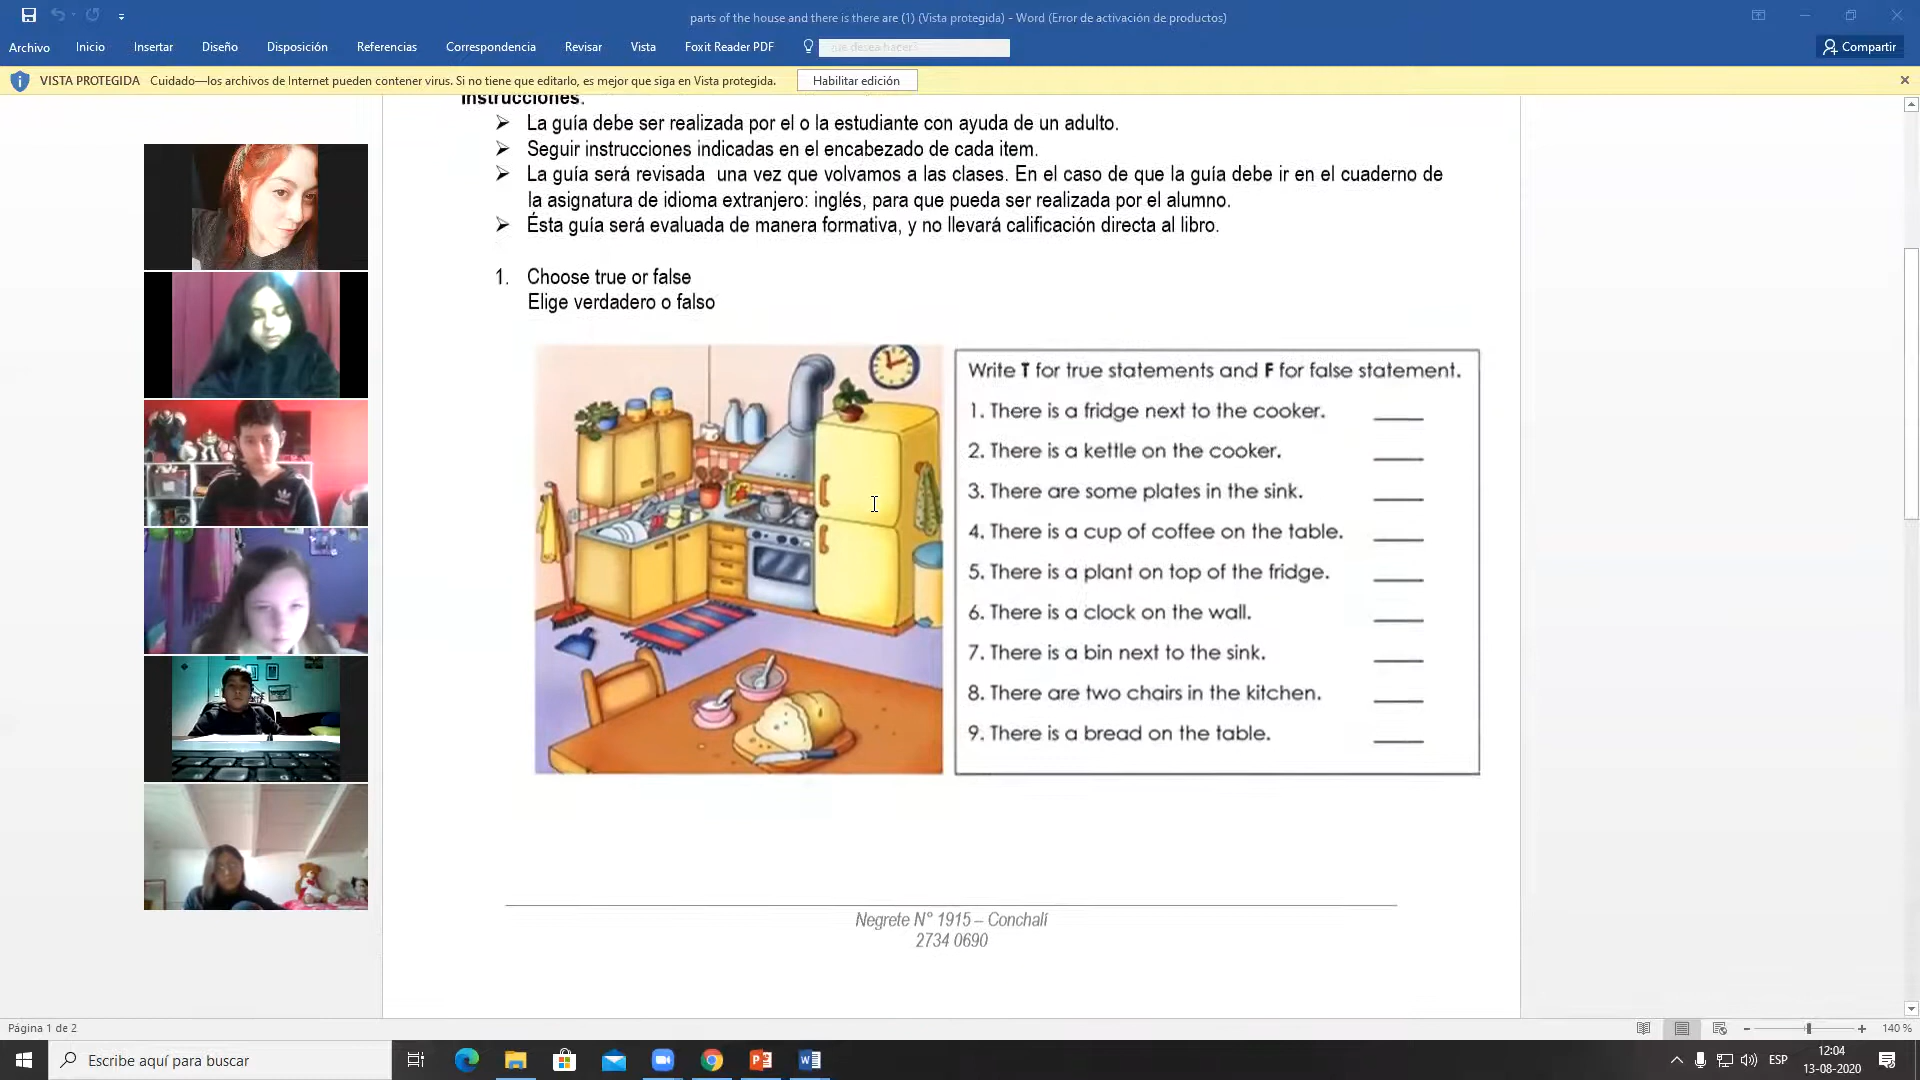 parts of the house and there is there are (1) (Vista protegida) - Word (Error de activación de productos)
Archivo Inicio Insertar Diseño Disposición Referencias Correspondencia Revisar Vista Foxit Reader PDF
Compartir
VISTA PROTEGIDA Cuidado—los archivos de Internet pueden contener virus. Si no tiene que editarlo, es mejor que siga en Vista protegida. Habilitar edición
Instrucciones:
La guía debe ser realizada por el o la estudiante con ayuda de un adulto.
Seguir instrucciones indicadas en el encabezado de cada item.
La guía será revisada una vez que volvamos a las clases. En el caso de que la guía debe ir en el cuaderno de
la asignatura de idioma extranjero: inglés, para que pueda ser realizada por el alumno.
Ésta guía será evaluada de manera formativa, y no llevará calificación directa al libro.
1. Choose true or false
Elige verdadero o falso
Write T for true statements and F for false statement.
1. There is a fridge next to the cooker. ____
2. There is a kettle on the cooker. ____
3. There are some plates in the sink. ____
4. There is a cup of coffee on the table. ____
5. There is a plant on top of the fridge. ____
6. There is a clock on the wall. ____
7. There is a bin next to the sink. ____
8. There are two chairs in the kitchen. ____
9. There is a bread on the table. ____
Negrete N° 1915 – Conchalí
2734 0690
Página 1 de 2
140 %
Escribe aquí para buscar
ESP
12:04
13-08-2020